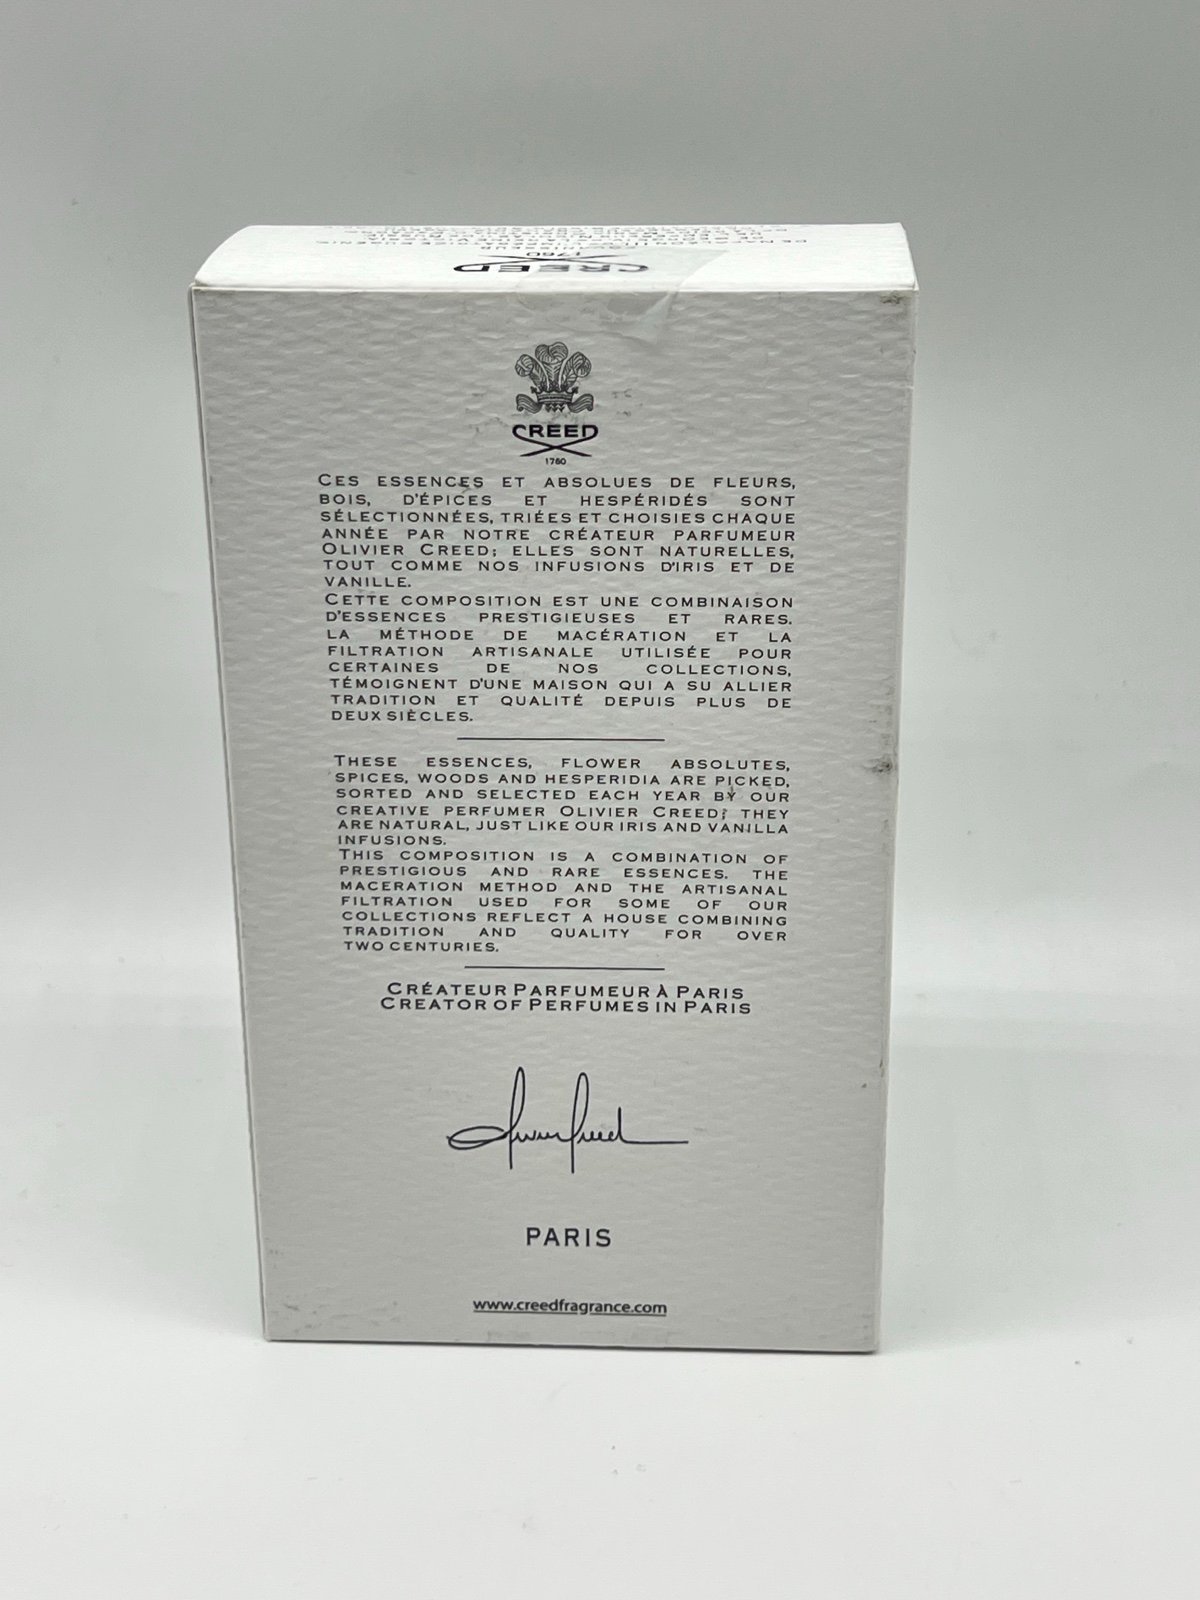 CREED
1760
CREED
1760
CES ESSENCES ET ABSOLUES DE FLEURS,
BOIS, D'ÉPICES ET HESPÉRIDÉS SONT
SÉLECTIONNÉES, TRIÉES ET CHOISIES CHAQUE
ANNÉE PAR NOTRE CRÉATEUR PARFUMEUR
OLIVIER CREED; ELLES SONT NATURELLES,
TOUT COMME NOS INFUSIONS D'IRIS ET DE
VANILLE.
CETTE COMPOSITION EST UNE COMBINAISON
D'ESSENCES PRESTIGIEUSES ET RARES.
LA MÉTHODE DE MACÉRATION ET LA
FILTRATION ARTISANALE UTILISÉE POUR
CERTAINES DE NOS COLLECTIONS,
TÉMOIGNENT D'UNE MAISON QUI A SU ALLIER
TRADITION ET QUALITÉ DEPUIS PLUS DE
DEUX SIÈCLES.
THESE ESSENCES, FLOWER ABSOLUTES,
SPICES, WOODS AND HESPERIDIA ARE PICKED,
SORTED AND SELECTED EACH YEAR BY OUR
CREATIVE PERFUMER OLIVIER CREED; THEY
ARE NATURAL, JUST LIKE OUR IRIS AND VANILLA
INFUSIONS.
THIS COMPOSITION IS A COMBINATION OF
PRESTIGIOUS AND RARE ESSENCES. THE
MACERATION METHOD AND THE ARTISANAL
FILTRATION USED FOR SOME OF OUR
COLLECTIONS REFLECT A HOUSE COMBINING
TRADITION AND QUALITY FOR OVER
TWO CENTURIES.
CRÉATEUR PARFUMEUR À PARIS
CREATOR OF PERFUMES IN PARIS
Olivier Creed
PARIS
www.creedfragrance.com